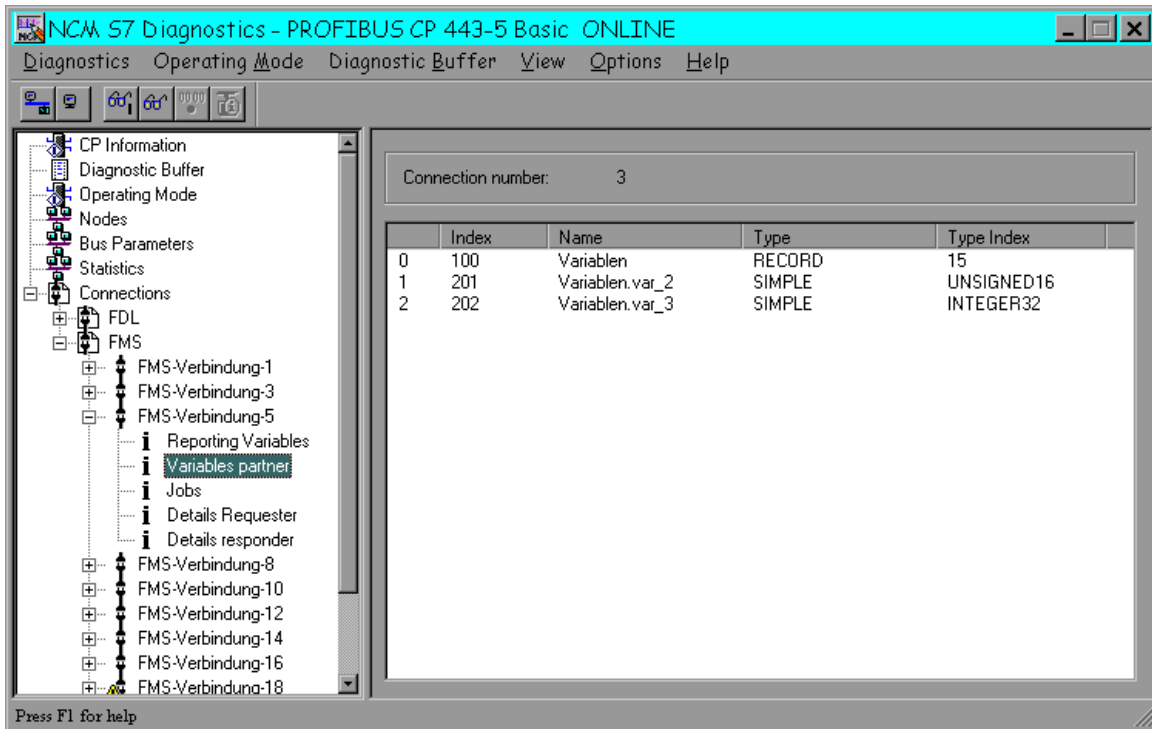 NCM S7 Diagnostics - PROFIBUS CP 443-5 Basic ONLINE
Diagnostics Operating Mode Diagnostic Buffer View Options Help
CP Information
Diagnostic Buffer
Operating Mode
Nodes
Bus Parameters
Statistics
Connections
FDL
FMS
FMS-Verbindung-1
FMS-Verbindung-3
FMS-Verbindung-5
Reporting Variables
Variables partner
Jobs
Details Requester
Details responder
FMS-Verbindung-8
FMS-Verbindung-10
FMS-Verbindung-12
FMS-Verbindung-14
FMS-Verbindung-16
FMS-Verbindung-18
Connection number: 3
Index Name Type Type Index
0 100 Variablen RECORD 15
1 201 Variablen.var_2 SIMPLE UNSIGNED16
2 202 Variablen.var_3 SIMPLE INTEGER32
Press F1 for help